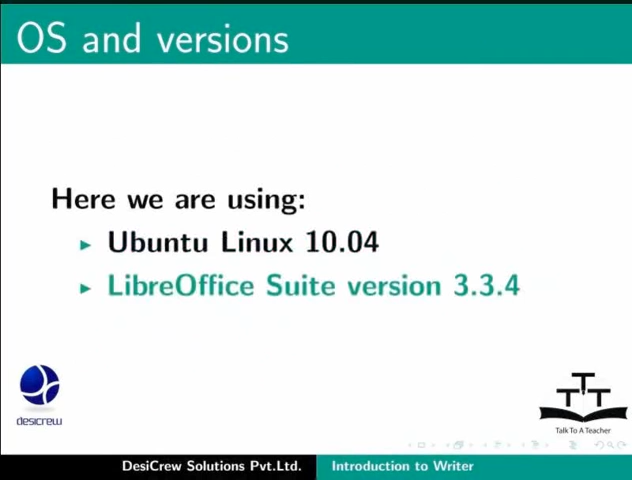 OS and versions
Here we are using:
Ubuntu Linux 10.04
LibreOffice Suite version 3.3.4
desicrew
TTT
Talk To A Teacher
DesiCrew Solutions Pvt.Ltd.
Introduction to Writer